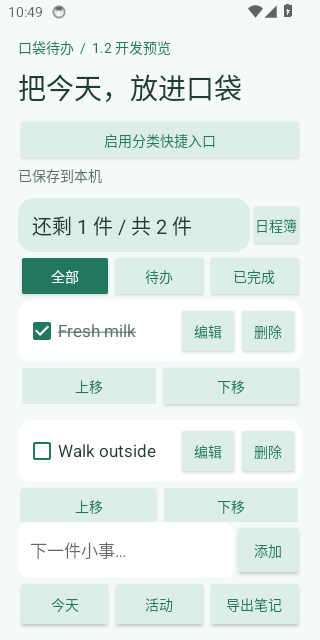 10:49
口袋待办 / 1.2 开发预览
把今天，放进口袋
启用分类快捷入口
已保存到本机
还剩 1 件 / 共 2 件
日程簿
全部 待办 已完成
Fresh milk 编辑 删除
上移 下移
Walk outside 编辑 删除
上移 下移
下一件小事… 添加
今天 活动 导出笔记